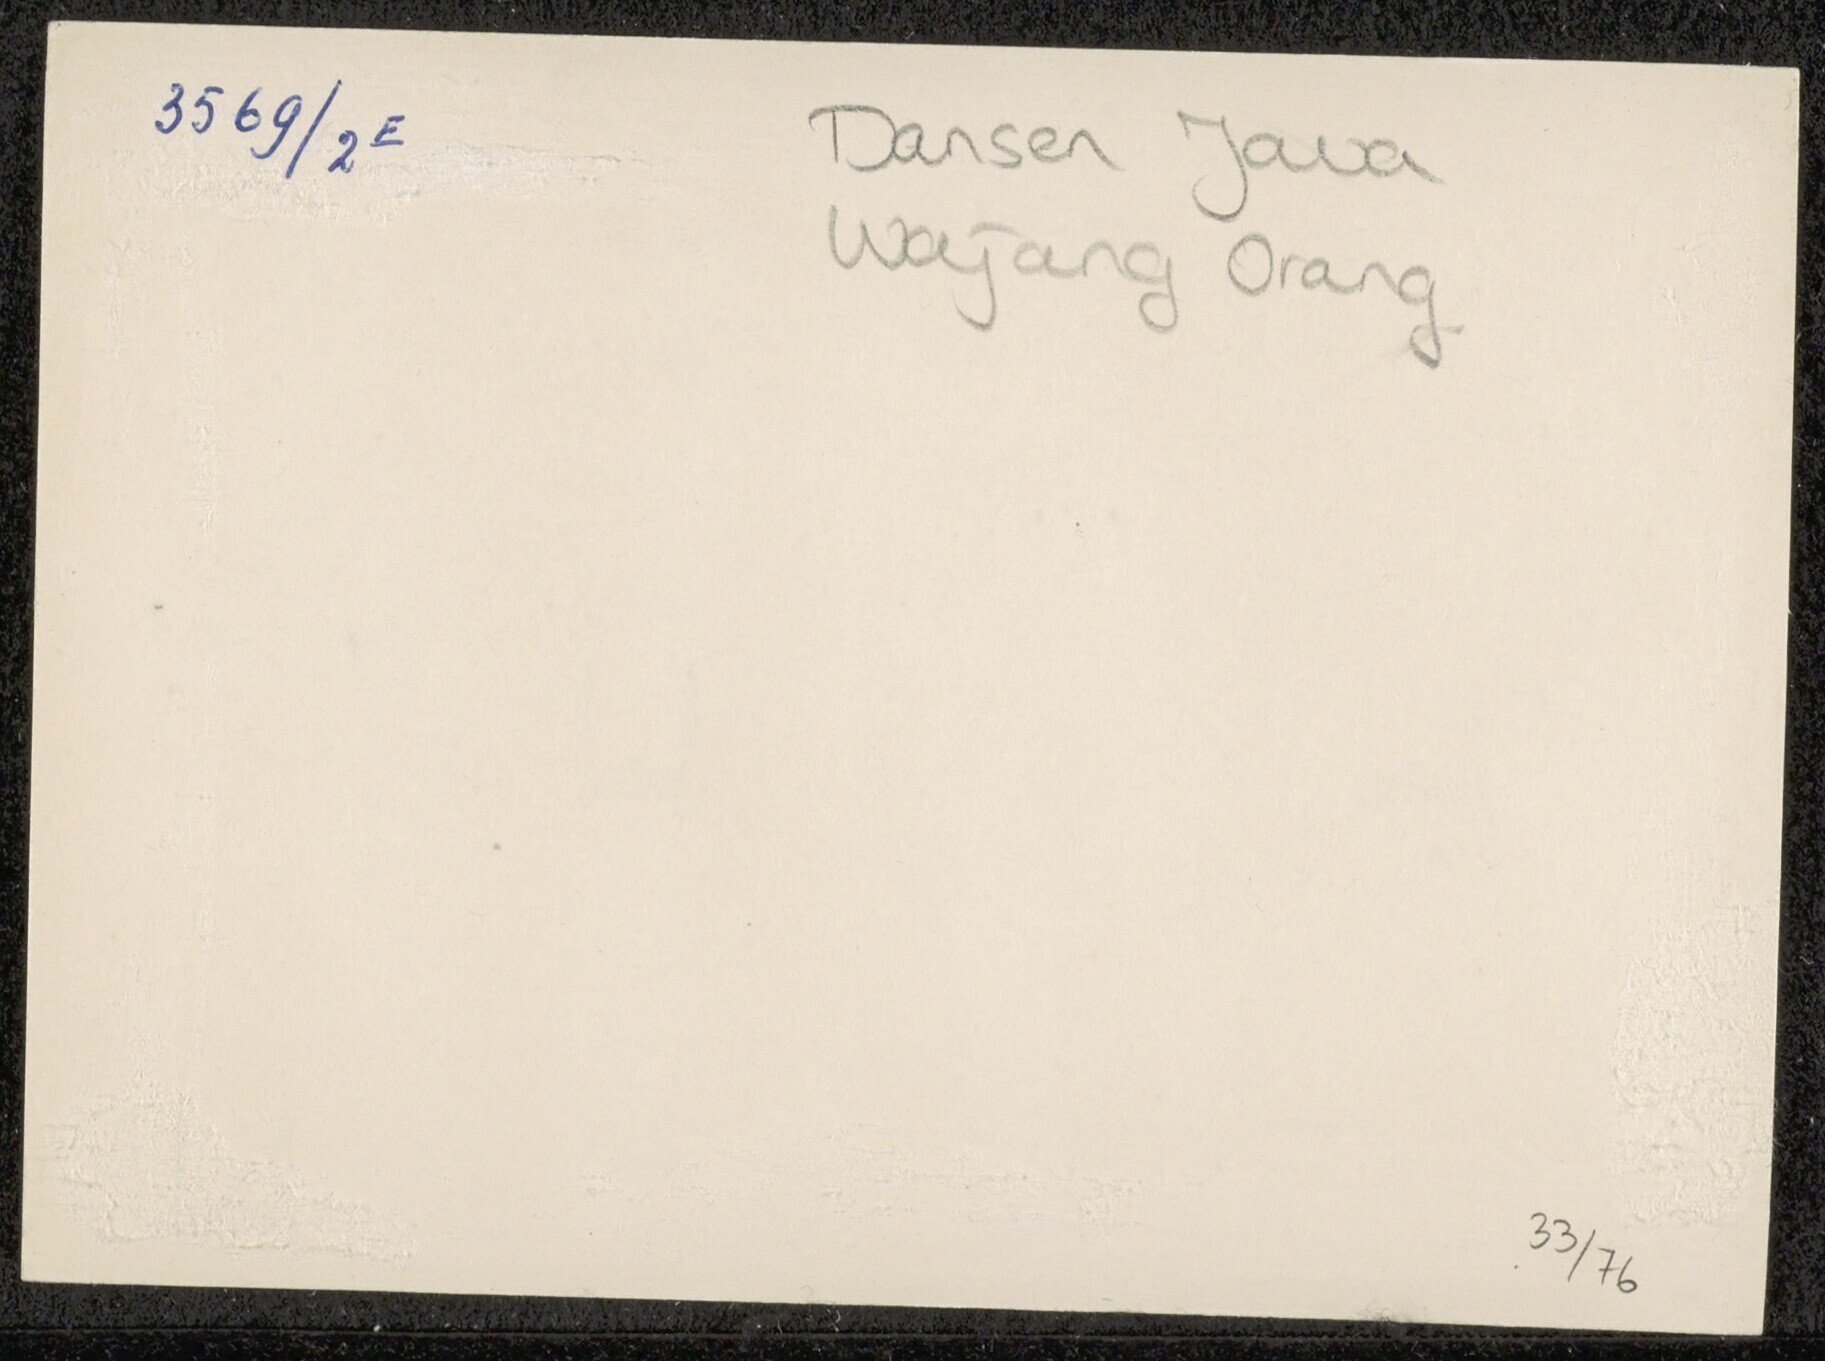 3569/2E
Dansen Java
Wajang Orang
33/76